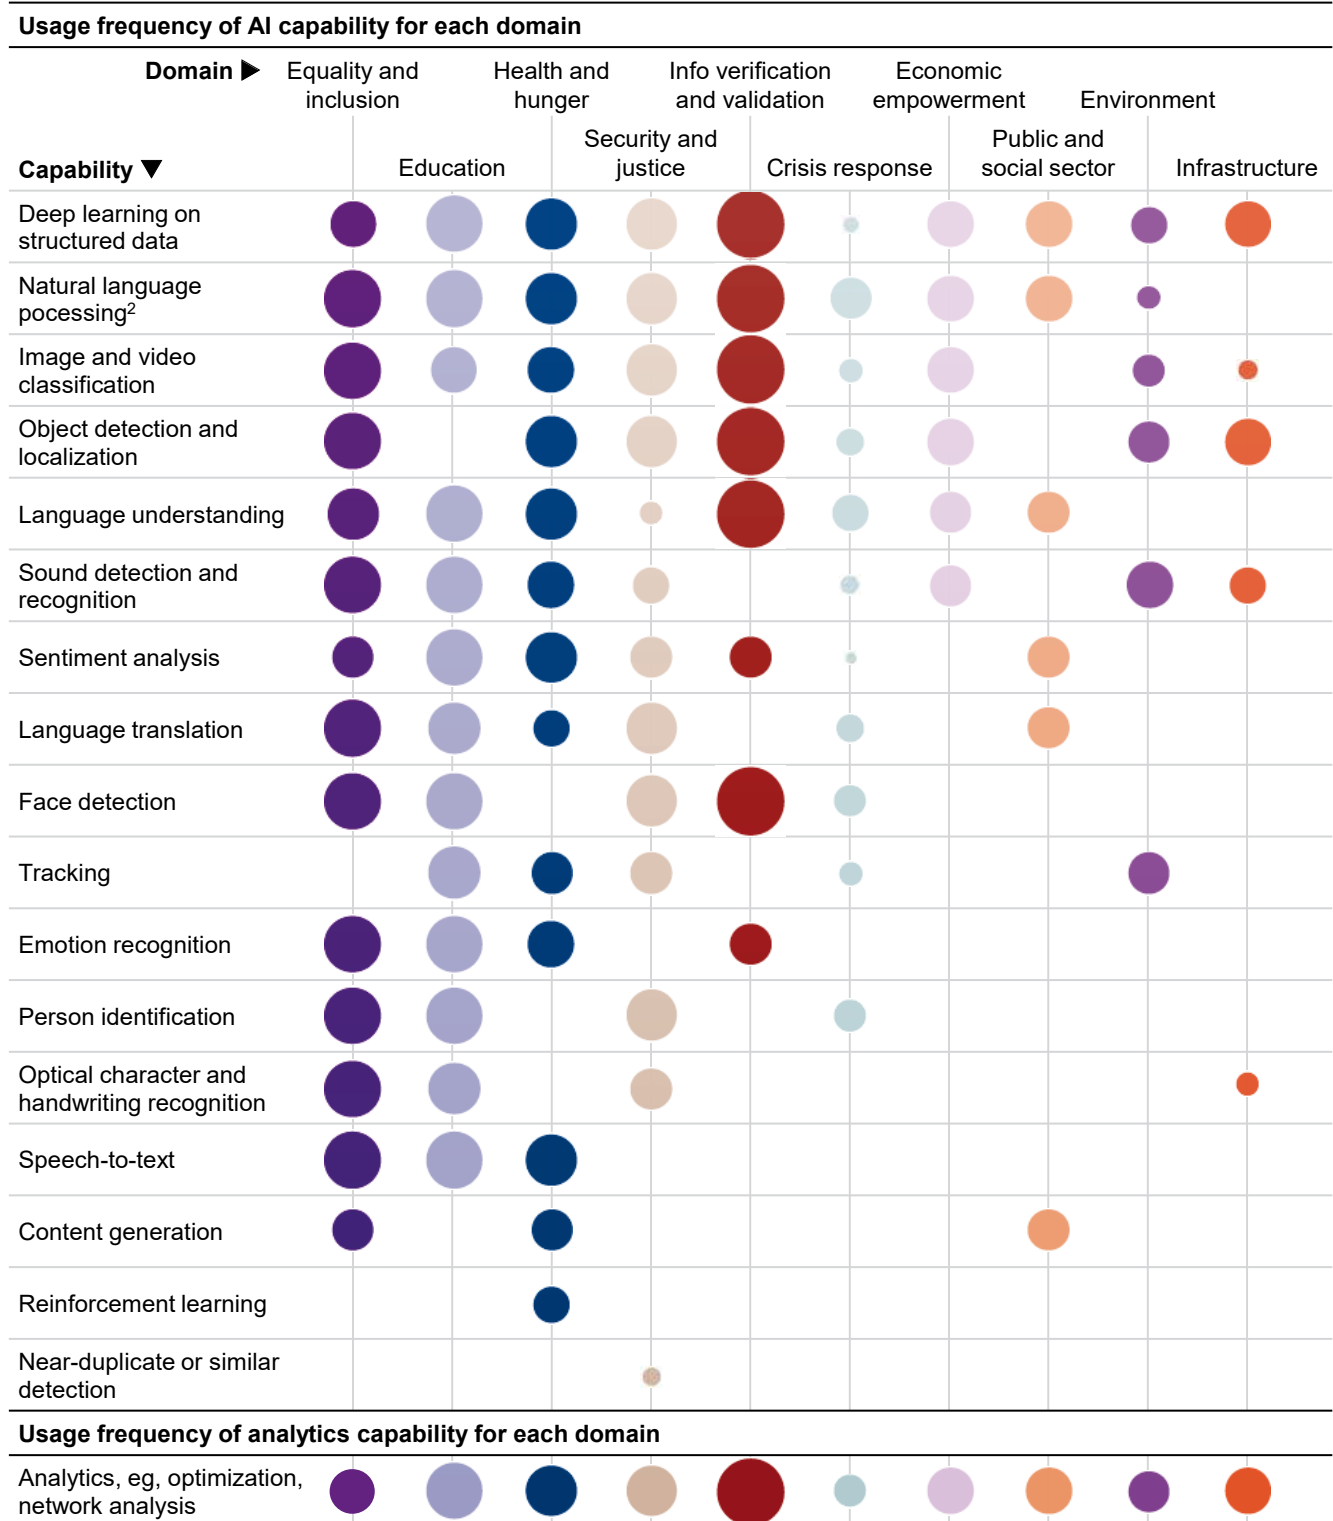 Usage frequency of AI capability for each domain
Domain ▶ Equality and inclusion
Health and hunger
Info verification and validation
Economic empowerment
Environment
Capability ▼
Education
Security and justice
Crisis response
Public and social sector
Infrastructure
Deep learning on
structured data
Natural language
pocessing²
Image and video
classification
Object detection and
localization
Language understanding
Sound detection and
recognition
Sentiment analysis
Language translation
Face detection
Tracking
Emotion recognition
Person identification
Optical character and
handwriting recognition
Speech-to-text
Content generation
Reinforcement learning
Near-duplicate or similar
detection
Usage frequency of analytics capability for each domain
Analytics, eg, optimization,
network analysis